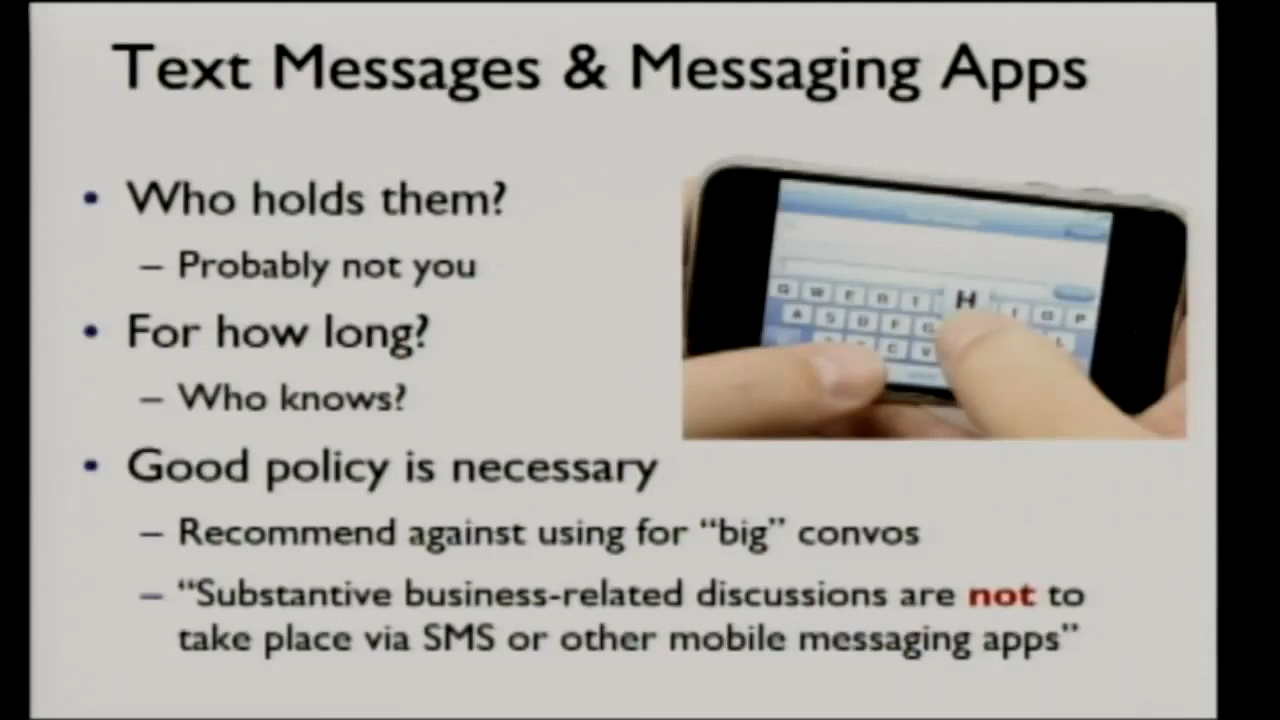 Text Messages & Messaging Apps
• Who holds them?
– Probably not you
• For how long?
– Who knows?
• Good policy is necessary
– Recommend against using for “big” convos
– “Substantive business-related discussions are not to
take place via SMS or other mobile messaging apps”
H